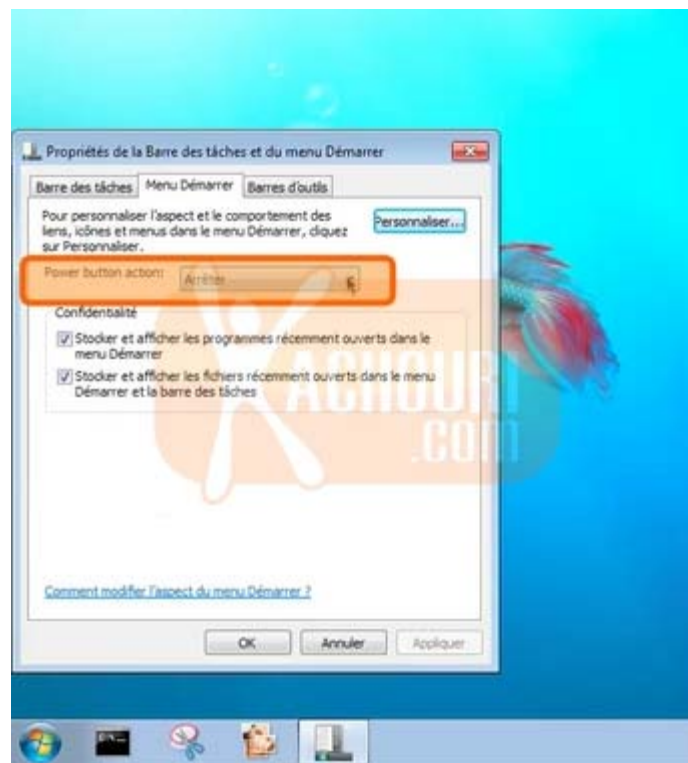 Propriétés de la Barre des tâches et du menu Démarrer
Barre des tâches
Menu Démarrer
Barres d'outils
Pour personnaliser l'aspect et le comportement des
liens, icônes et menus dans le menu Démarrer, cliquez
sur Personnaliser.
Personnaliser...
Power button action:
Arrêter
Confidentialité
Stocker et afficher les programmes récemment ouverts dans le
menu Démarrer
Stocker et afficher les fichiers récemment ouverts dans le menu
Démarrer et la barre des tâches
KACHOURI
.COM
Comment modifier l'aspect du menu Démarrer ?
OK
Annuler
Appliquer